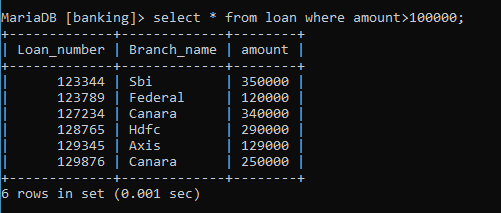 MariaDB [banking]> select * from loan where amount>100000;
+-------------+-------------+--------+
| Loan_number | Branch_name | amount |
+-------------+-------------+--------+
|      123344 | Sbi         | 350000 |
|      123789 | Federal     | 120000 |
|      127234 | Canara      | 340000 |
|      128765 | Hdfc        | 290000 |
|      129345 | Axis        | 129000 |
|      129876 | Canara      | 250000 |
+-------------+-------------+--------+
6 rows in set (0.001 sec)